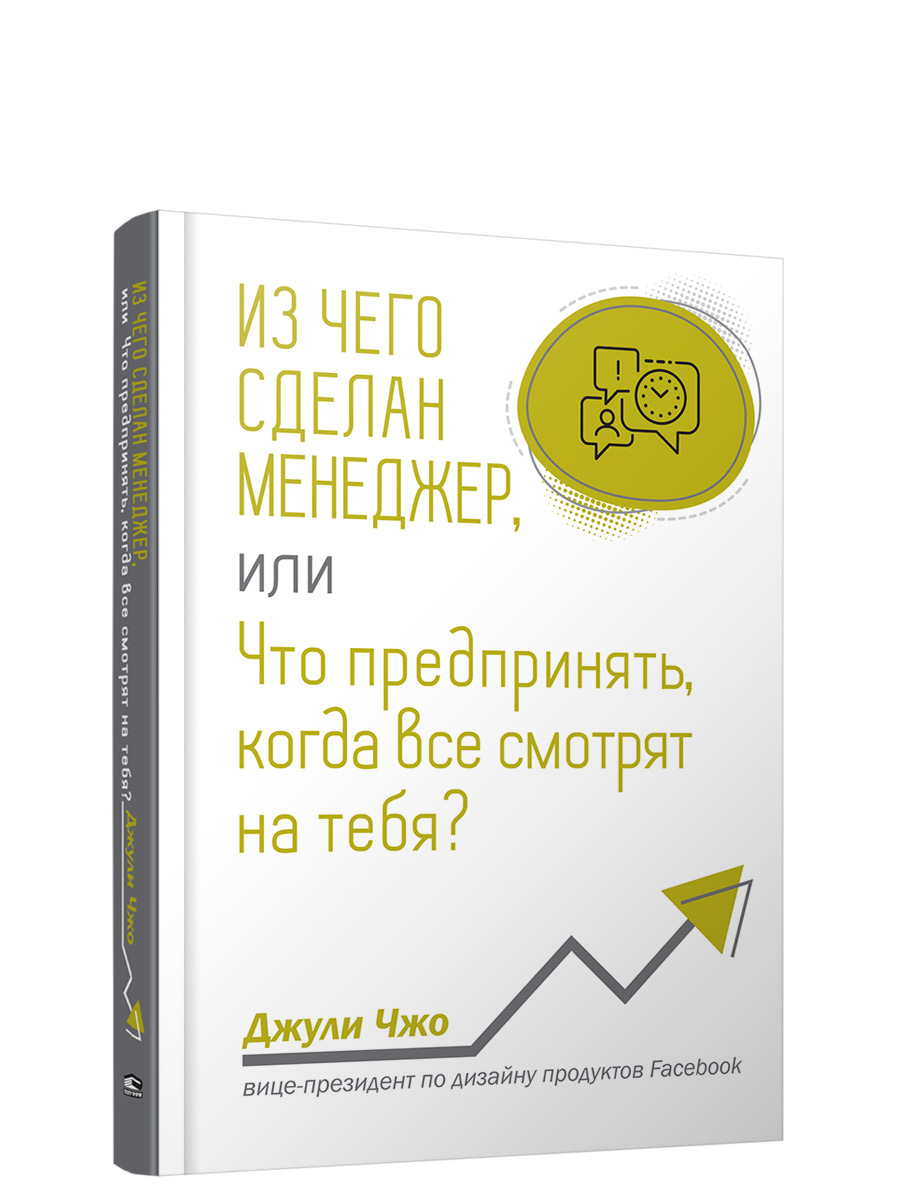 ИЗ ЧЕГО
СДЕЛАН
МЕНЕДЖЕР,
или
Что предпринять,
когда все смотрят
на тебя?
!
Джули Чжо
вице-президент по дизайну продуктов Facebook
ИЗ ЧЕГО СДЕЛАН МЕНЕДЖЕР,
или Что предпринять, когда все смотрят на тебя?
Джули Чжо
ПОПУРРИ